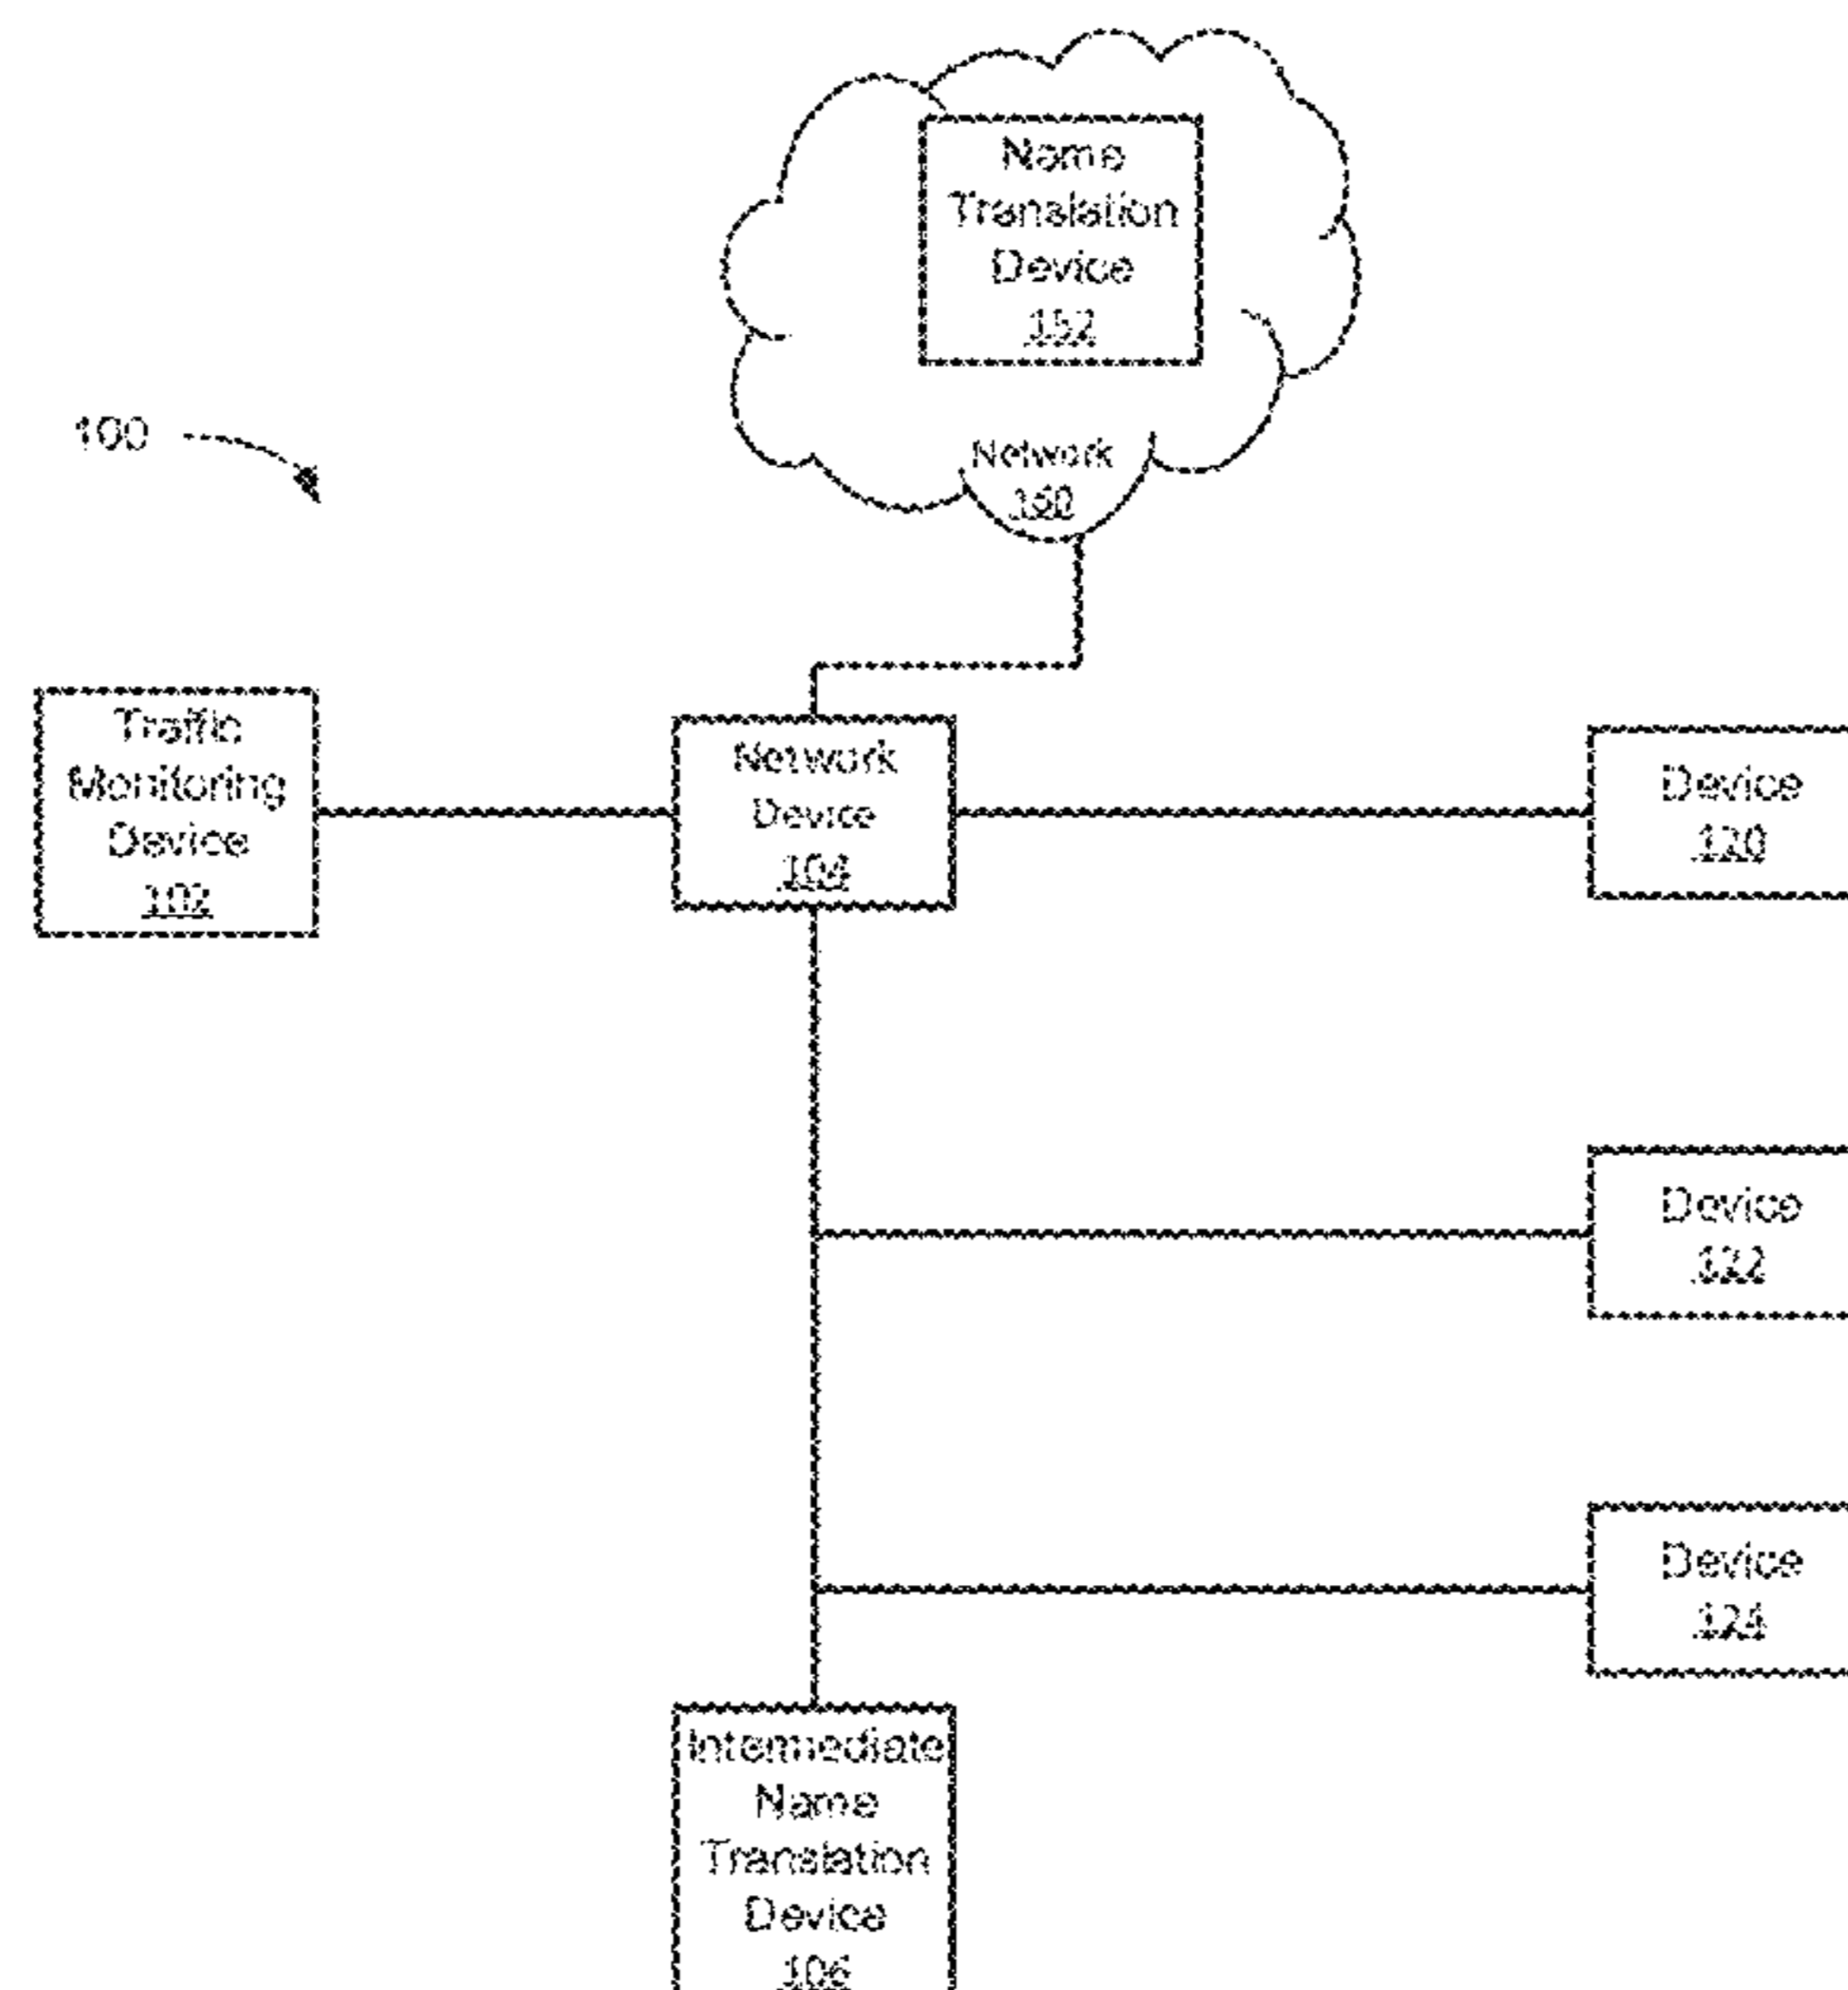 Name
Translation
Device
152
100
Network
150
Traffic
Monitoring
Device
102
Network
Device
104
Device
120
Device
122
Device
124
Intermediate
Name
Translation
Device
106